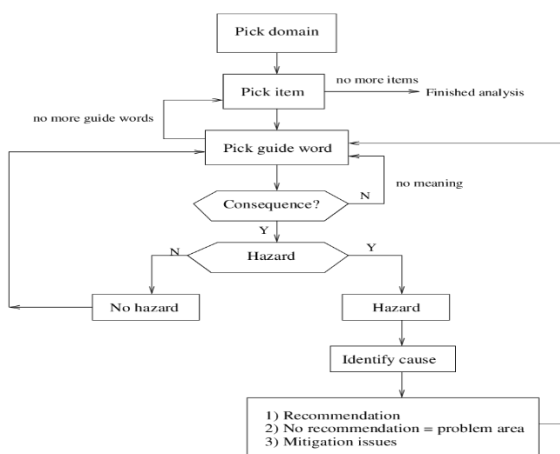 Pick domain
no more items
Pick item
Finished analysis
no more guide words
Pick guide word
N
no meaning
Consequence?
Y
N
Hazard
Y
No hazard
Hazard
Identify cause
1) Recommendation
2) No recommendation = problem area
3) Mitigation issues